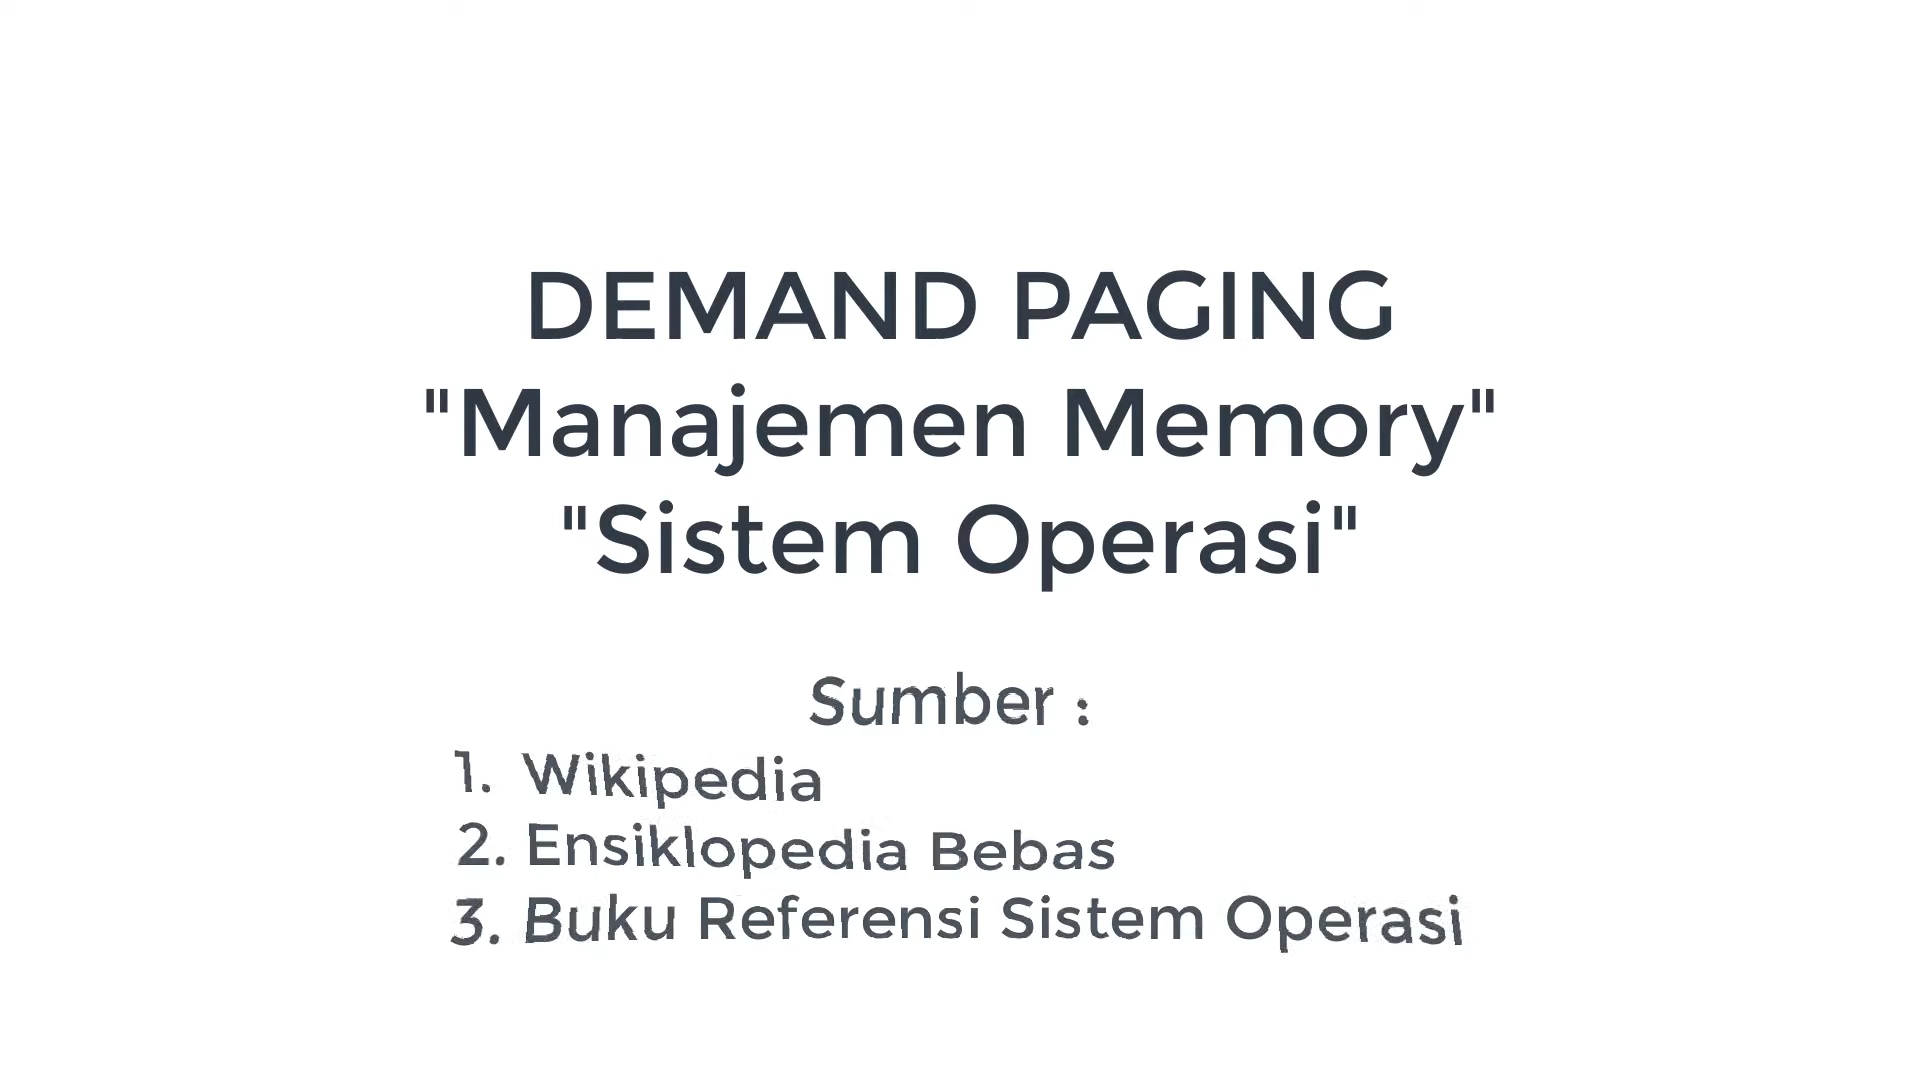 DEMAND PAGING
"Manajemen Memory"
"Sistem Operasi"
Sumber :
1. Wikipedia
2. Ensiklopedia Bebas
3. Buku Referensi Sistem Operasi